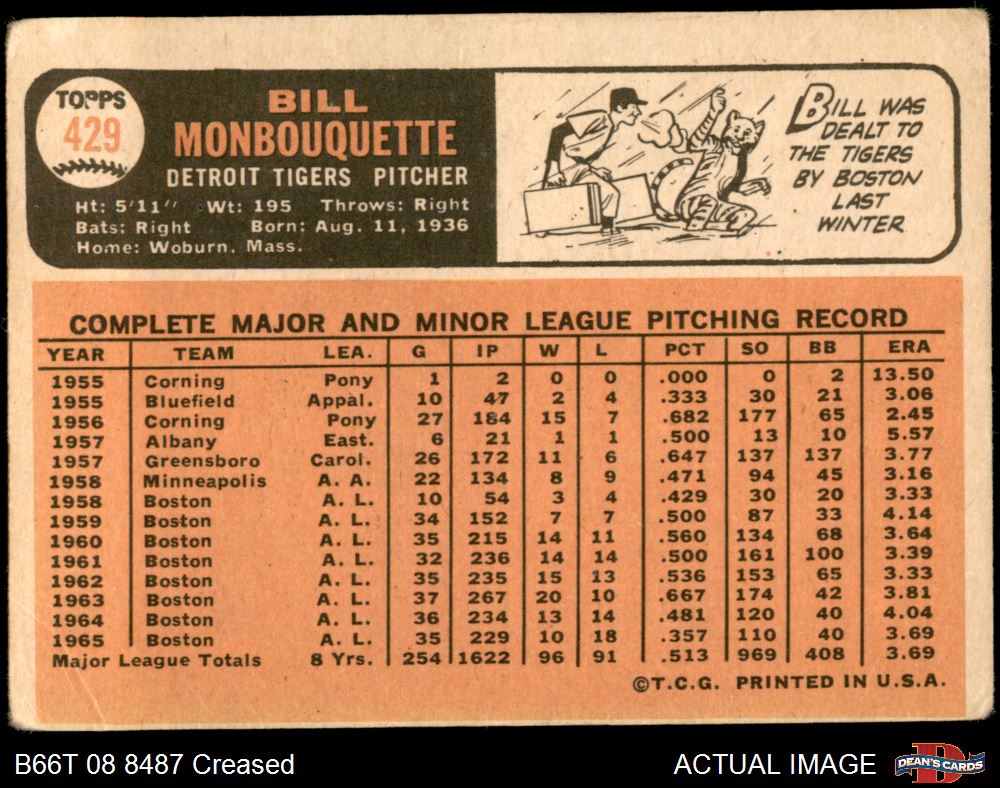 TOPPS
429
BILL
MONBOUQUETTE
DETROIT TIGERS PITCHER
Ht: 5'11" Wt: 195 Throws: Right
Bats: Right Born: Aug. 11, 1936
Home: Woburn, Mass.
BILL WAS
DEALT TO
THE TIGERS
BY BOSTON
LAST
WINTER
COMPLETE MAJOR AND MINOR LEAGUE PITCHING RECORD
YEAR TEAM LEA. G IP W L PCT SO BB ERA
1955 Corning Pony 1 2 0 0 .000 0 2 13.50
1955 Bluefield Appal. 10 47 2 4 .333 30 21 3.06
1956 Corning Pony 27 184 15 7 .682 177 65 2.45
1957 Albany East. 6 21 1 1 .500 13 10 5.57
1957 Greensboro Carol. 26 172 11 6 .647 137 137 3.77
1958 Minneapolis A. A. 22 134 8 9 .471 94 45 3.16
1958 Boston A. L. 10 54 3 4 .429 30 20 3.33
1959 Boston A. L. 34 152 7 7 .500 87 33 4.14
1960 Boston A. L. 35 215 14 11 .560 134 68 3.64
1961 Boston A. L. 32 236 14 14 .500 161 100 3.39
1962 Boston A. L. 35 235 15 13 .536 153 65 3.33
1963 Boston A. L. 37 267 20 10 .667 174 42 3.81
1964 Boston A. L. 36 234 13 14 .481 120 40 4.04
1965 Boston A. L. 35 229 10 18 .357 110 40 3.69
Major League Totals 8 Yrs. 254 1622 96 91 .513 969 408 3.69
©T.C.G. PRINTED IN U.S.A.
B66T 08 8487 Creased
ACTUAL IMAGE
D
DEAN'S CARDS